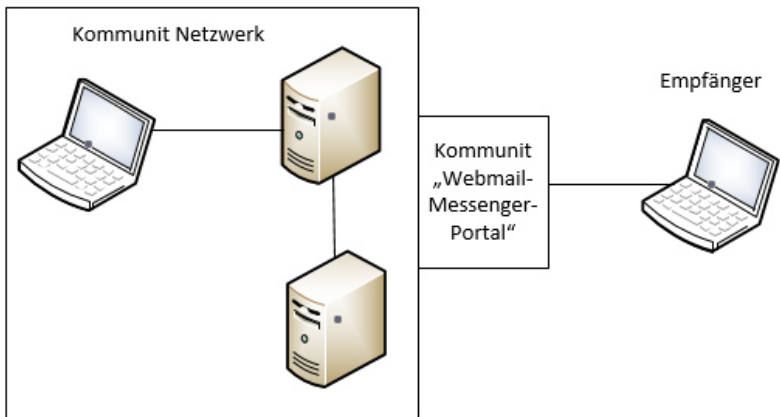 Kommunit Netzwerk
Empfänger
Kommunit
„Webmail-
Messenger-
Portal“